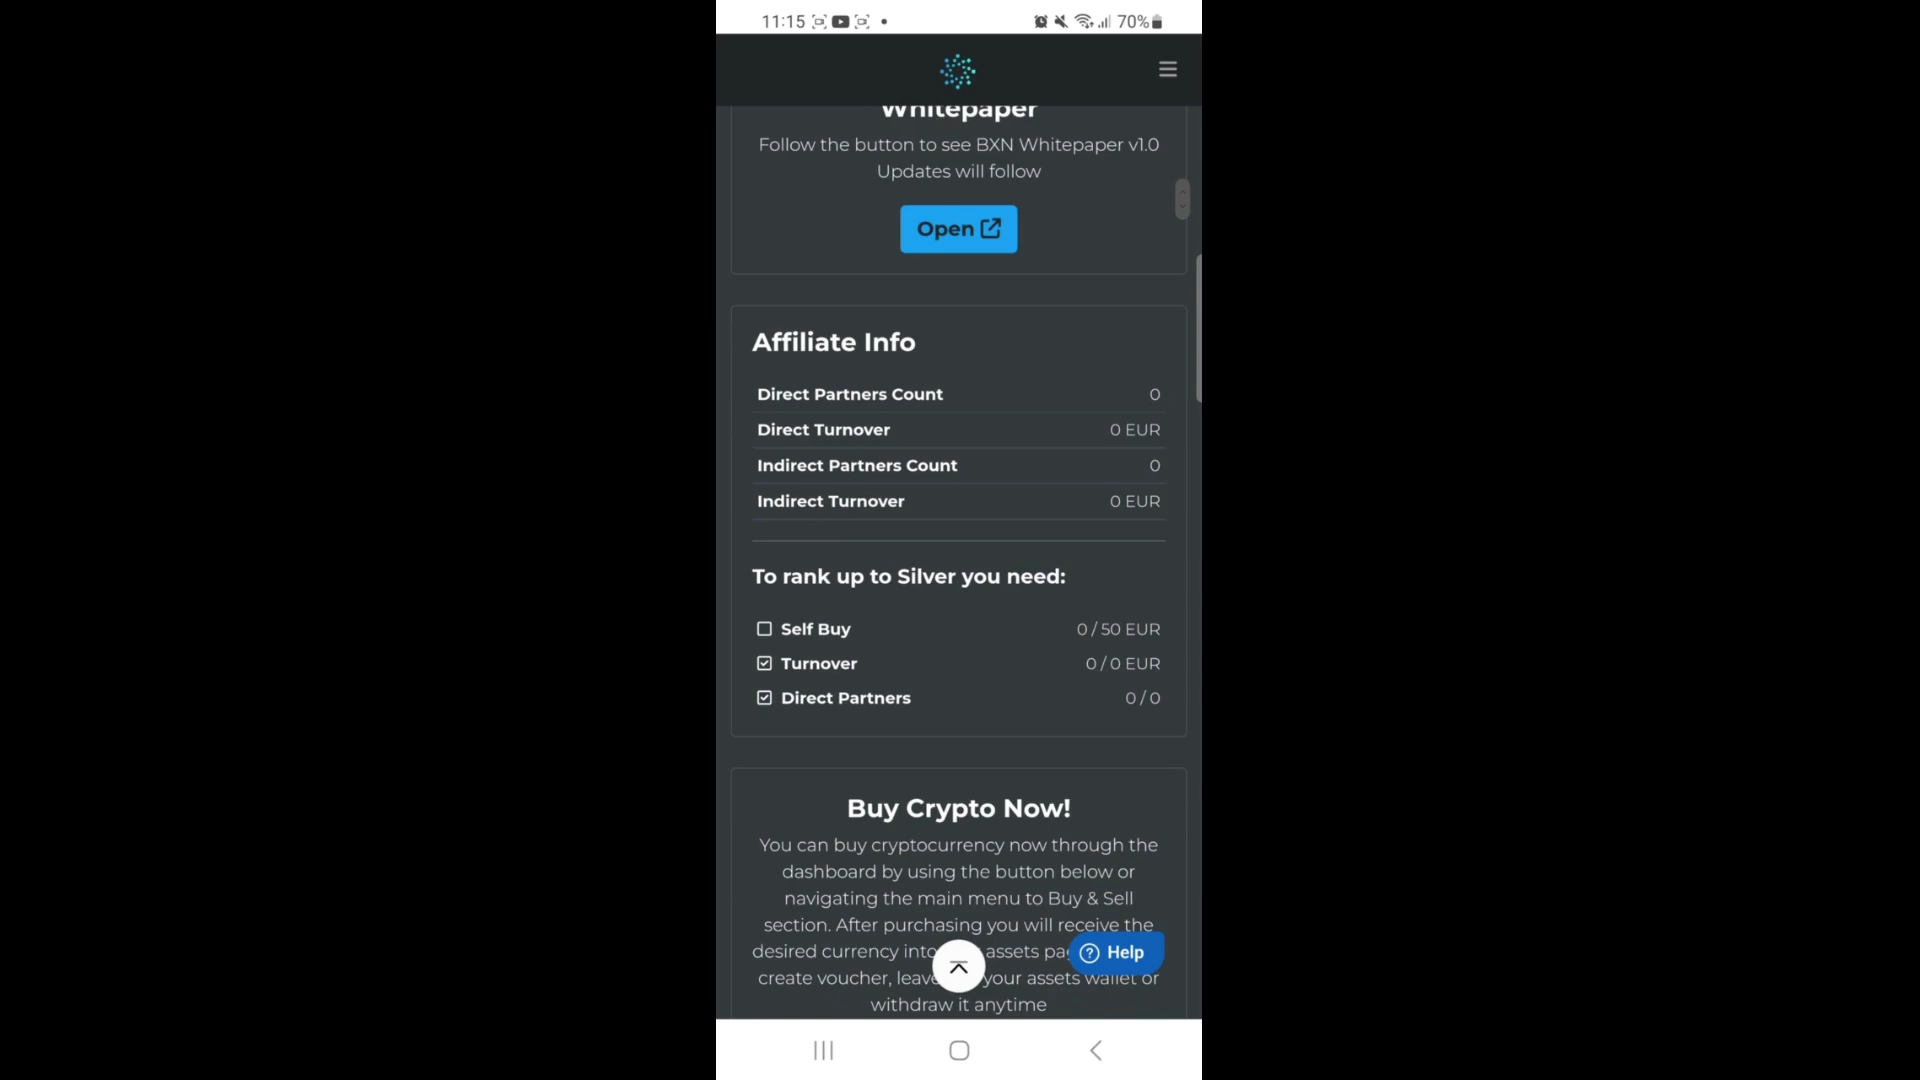 11:15
70%
Whitepaper
Follow the button to see BXN Whitepaper v1.0
Updates will follow
Open
Affiliate Info
Direct Partners Count 0
Direct Turnover 0 EUR
Indirect Partners Count 0
Indirect Turnover 0 EUR
To rank up to Silver you need:
Self Buy 0 / 50 EUR
Turnover 0 / 0 EUR
Direct Partners 0 / 0
Buy Crypto Now!
You can buy cryptocurrency now through the
dashboard by using the button below or
navigating the main menu to Buy & Sell
section. After purchasing you will receive the
desired currency into assets
Help
create voucher, your assets wallet or
withdraw it anytime